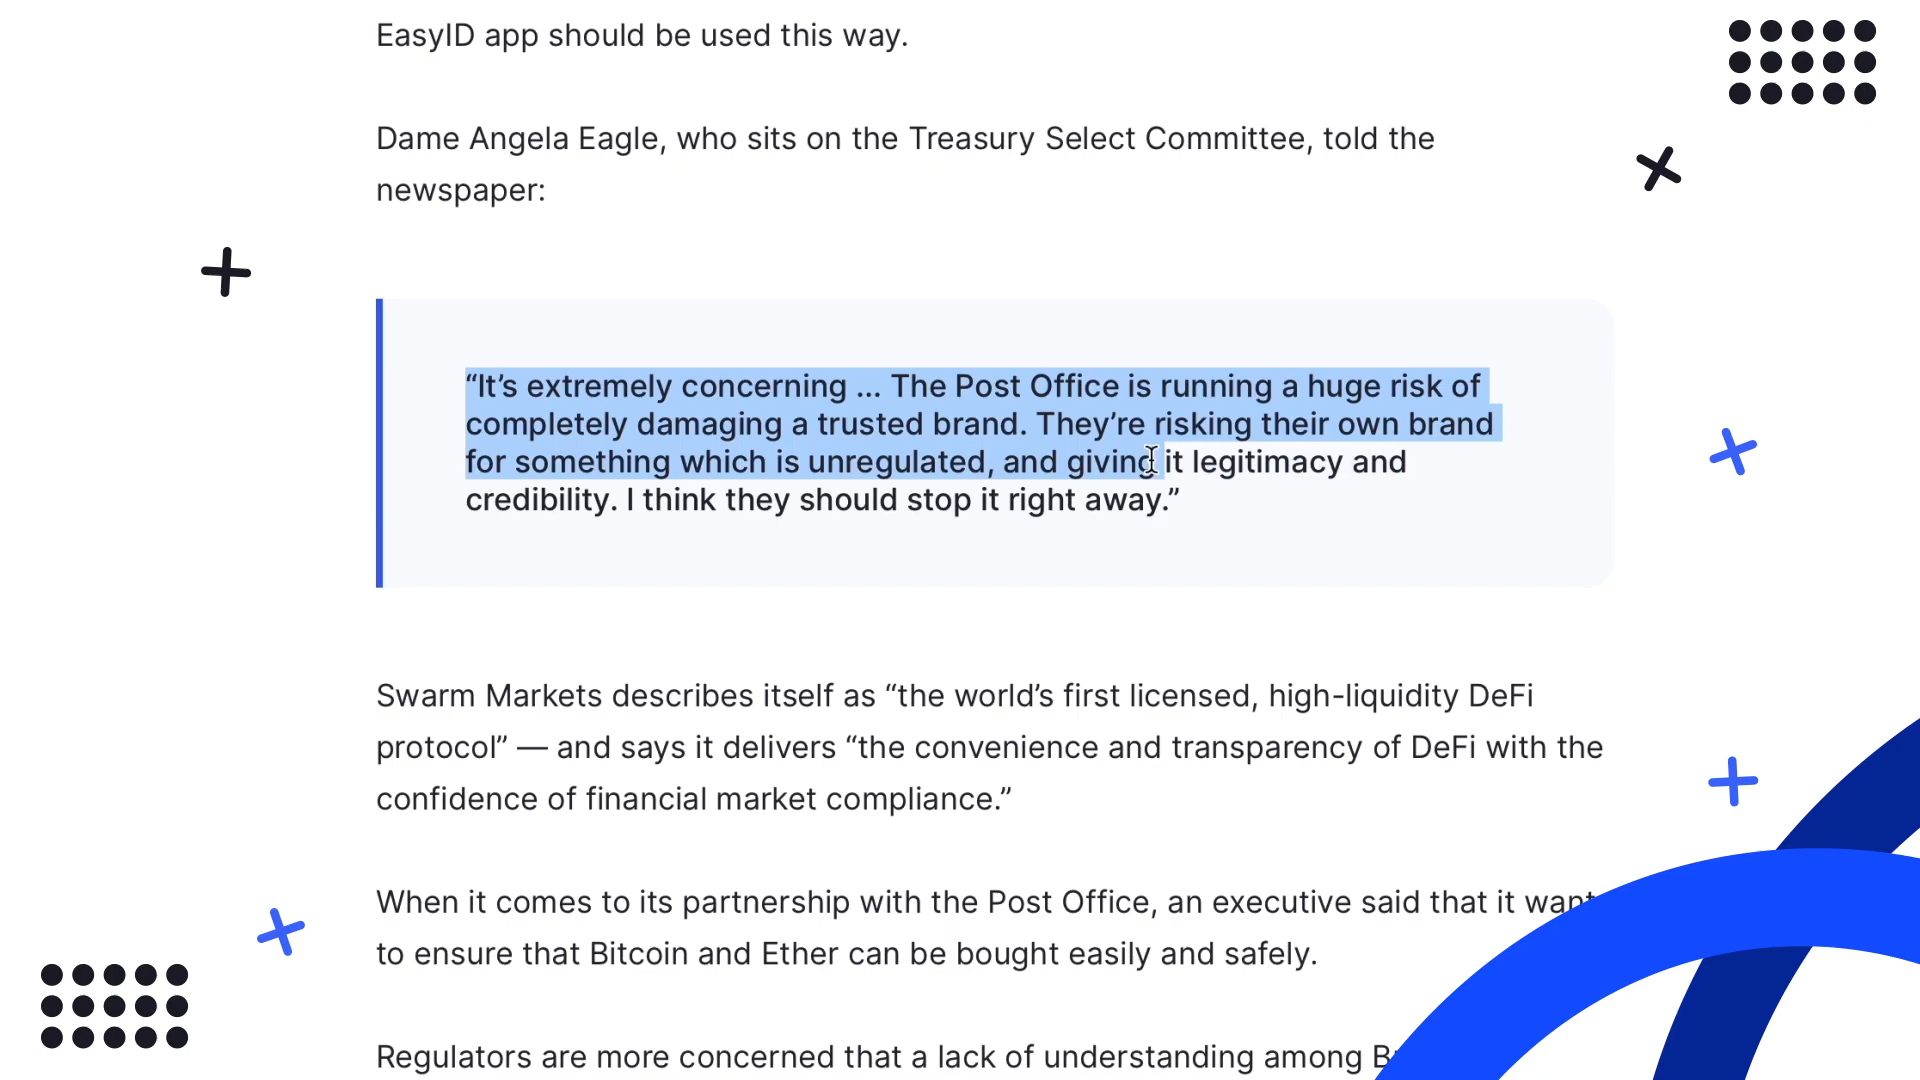 EasyID app should be used this way.
Dame Angela Eagle, who sits on the Treasury Select Committee, told the
newspaper:
“It’s extremely concerning ... The Post Office is running a huge risk of
completely damaging a trusted brand. They’re risking their own brand
for something which is unregulated, and giving it legitimacy and
credibility. I think they should stop it right away.”
Swarm Markets describes itself as “the world’s first licensed, high-liquidity DeFi
protocol” — and says it delivers “the convenience and transparency of DeFi with the
confidence of financial market compliance.”
When it comes to its partnership with the Post Office, an executive said that it want
to ensure that Bitcoin and Ether can be bought easily and safely.
Regulators are more concerned that a lack of understanding among